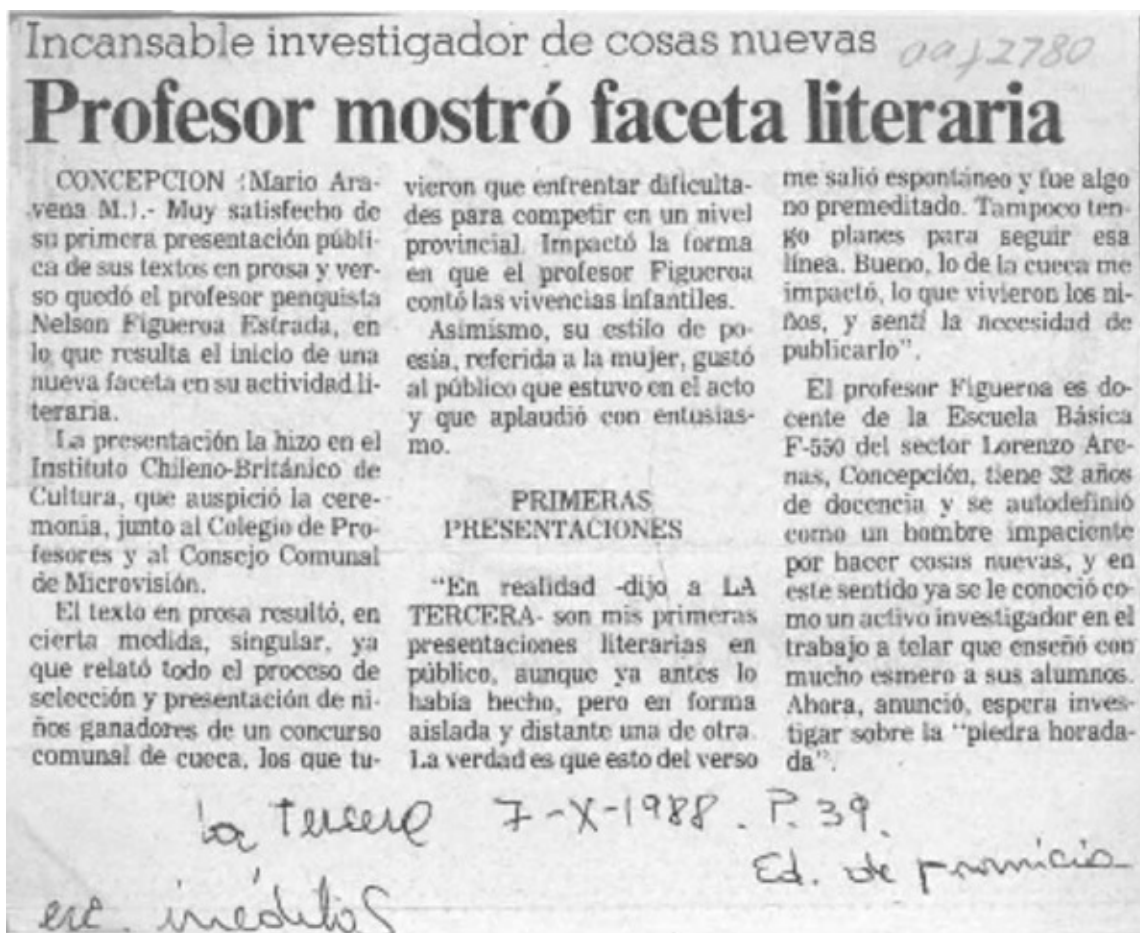 Incansable investigador de cosas nuevas
aaj2780
Profesor mostró faceta literaria
CONCEPCION (Mario Ara-
vena M.).- Muy satisfecho de
su primera presentación públi-
ca de sus textos en prosa y ver-
so quedó el profesor penquista
Nelson Figueroa Estrada, en
lo que resulta el inicio de una
nueva faceta en su actividad li-
teraria.
La presentación la hizo en el
Instituto Chileno-Británico de
Cultura, que auspició la cere-
monia, junto al Colegio de Pro-
fesores y al Consejo Comunal
de Microvisión.
El texto en prosa resultó, en
cierta medida, singular, ya
que relató todo el proceso de
selección y presentación de ni-
ños ganadores de un concurso
comunal de cueca, los que tu-
vieron que enfrentar dificulta-
des para competir en un nivel
provincial. Impactó la forma
en que el profesor Figueroa
contó las vivencias infantiles.
Asimismo, su estilo de po-
esía, referida a la mujer, gustó
al público que estuvo en el acto
y que aplaudió con entusias-
mo.
PRIMERAS
PRESENTACIONES
"En realidad -dijo a LA
TERCERA- son mis primeras
presentaciones literarias en
público, aunque ya antes lo
había hecho, pero en forma
aislada y distante una de otra.
La verdad es que esto del verso
me salió espontáneo y fue algo
no premeditado. Tampoco ten-
go planes para seguir esa
línea. Bueno, lo de la cueca me
impactó, lo que vivieron los ni-
ños, y sentí la necesidad de
publicarlo".
El profesor Figueroa es do-
cente de la Escuela Básica
F-550 del sector Lorenzo Are-
nas, Concepción, tiene 32 años
de docencia y se autodefinió
como un hombre impaciente
por hacer cosas nuevas, y en
este sentido ya se le conoció co-
mo un activo investigador en el
trabajo a telar que enseñó con
mucho esmero a sus alumnos.
Ahora, anunció, espera inves-
tigar sobre la "piedra horada-
da".
La Tercera 7-X-1988. P. 39.
Ed. de provincia
esc. inéditos